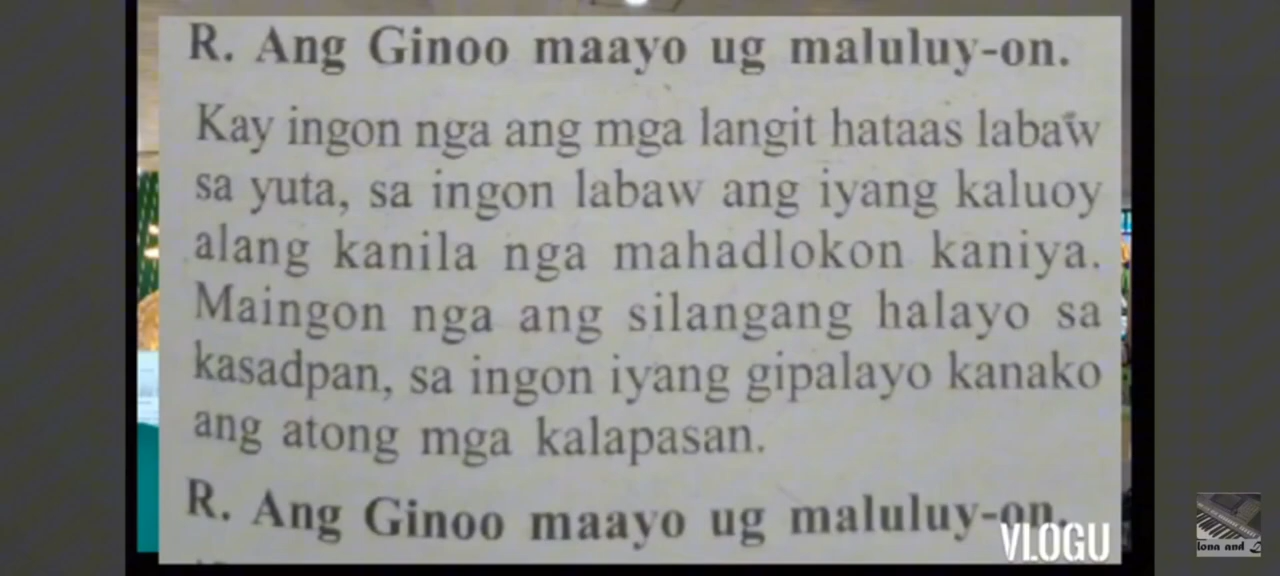 R. Ang Ginoo maayo ug maluluy-on.
Kay ingon nga ang mga langit hataas labaw
sa yuta, sa ingon labaw ang iyang kaluoy
alang kanila nga mahadlokon kaniya.
Maingon nga ang silangang halayo sa
kasadpan, sa ingon iyang gipalayo kanako
ang atong mga kalapasan.
R. Ang Ginoo maayo ug maluluy-on.
VLOGU
lona and